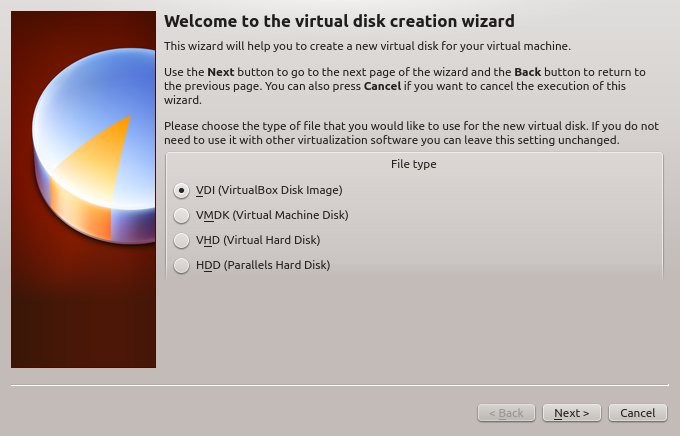 Welcome to the virtual disk creation wizard
This wizard will help you to create a new virtual disk for your virtual machine.
Use the Next button to go to the next page of the wizard and the Back button to return to
the previous page. You can also press Cancel if you want to cancel the execution of this
wizard.
Please choose the type of file that you would like to use for the new virtual disk. If you do not
need to use it with other virtualization software you can leave this setting unchanged.
File type
VDI (VirtualBox Disk Image)
VMDK (Virtual Machine Disk)
VHD (Virtual Hard Disk)
HDD (Parallels Hard Disk)
< Back
Next >
Cancel